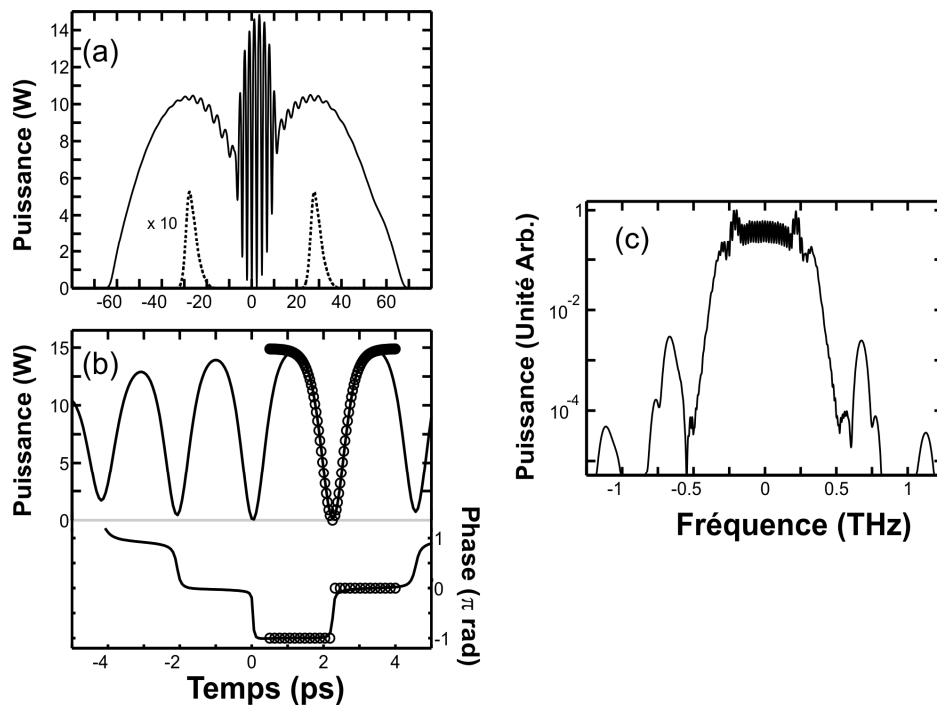 (a)
Puissance (W)
14
12
10
8
6
4
2
0
x 10
-60 -40 -20 0 20 40 60
(b)
Puissance (W)
15
10
5
0
Phase (π rad)
1
0
-1
-4 -2 0 2 4
Temps (ps)
(c)
Puissance (Unité Arb.)
1
10-2
10-4
-1 -0.5 0 0.5 1
Fréquence (THz)